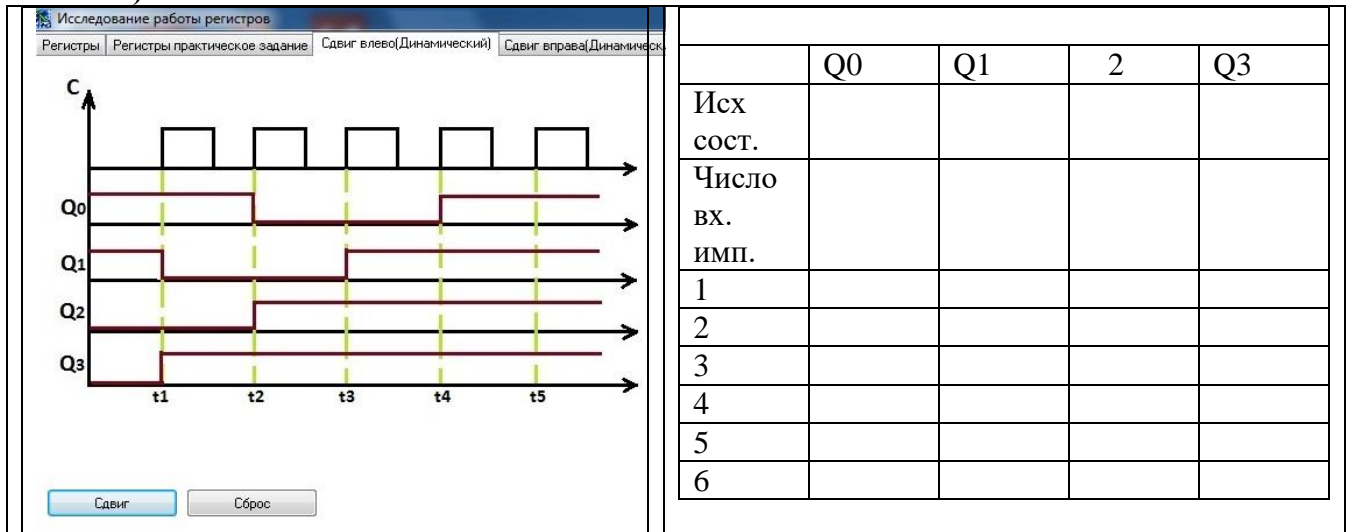 Исследование работы регистров
Регистры Регистры практическое задание Сдвиг влево(Динамический) Сдвиг вправа(Динамическ
C
Q0
Q1
Q2
Q3
t1 t2 t3 t4 t5
Сдвиг Сброс
Q0 Q1 2 Q3
Исх
сост.
Число
вх.
имп.
1
2
3
4
5
6